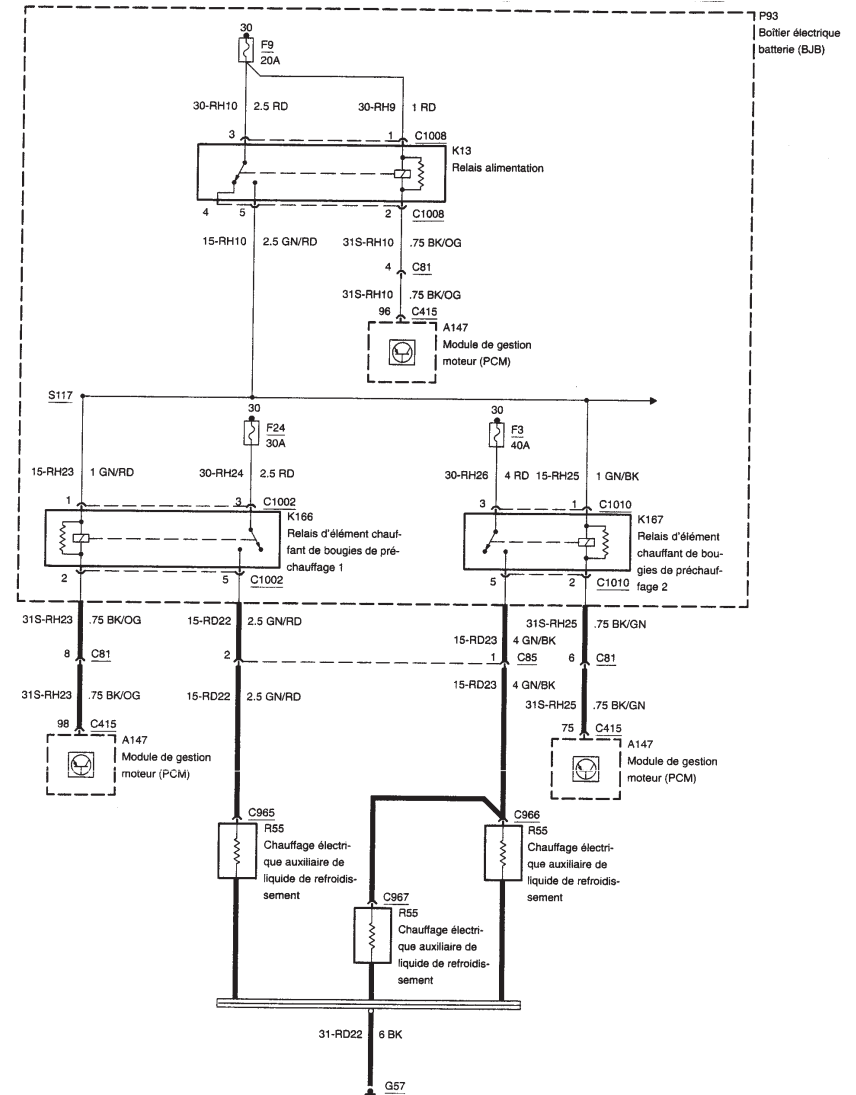 P93
Boîtier électrique
batterie (BJB)
30
F9
20A
30-RH10 2.5 RD
30-RH9 1 RD
3
1 C1008
K13
Relais alimentation
4 5
2 C1008
15-RH10 2.5 GN/RD
31S-RH10 .75 BK/OG
4 C81
31S-RH10 .75 BK/OG
96 C415
A147
Module de gestion
moteur (PCM)
S117
30
F24
30A
30
F3
40A
15-RH23 1 GN/RD
30-RH24 2.5 RD
30-RH26 4 RD
15-RH25 1 GN/BK
1
3 C1002
K166
Relais d'élément chauf-
fant de bougies de pré-
chauffage 1
2
5 C1002
3
1 C1010
K167
Relais d'élément
chauffant de bou-
gies de préchauf-
fage 2
5
2 C1010
31S-RH23 .75 BK/OG
15-RD22 2.5 GN/RD
15-RD23 4 GN/BK
31S-RH25 .75 BK/GN
8 C81
2
1 C85
6 C81
31S-RH23 .75 BK/OG
15-RD22 2.5 GN/RD
15-RD23 4 GN/BK
31S-RH25 .75 BK/GN
98 C415
A147
Module de gestion
moteur (PCM)
75 C415
A147
Module de gestion
moteur (PCM)
C965
R55
Chauffage électri-
que auxiliaire de
liquide de refroidis-
sement
C966
R55
Chauffage électri-
que auxiliaire de
liquide de refroidis-
sement
C967
R55
Chauffage électri-
que auxiliaire de
liquide de refroidis-
sement
31-RD22 6 BK
G57